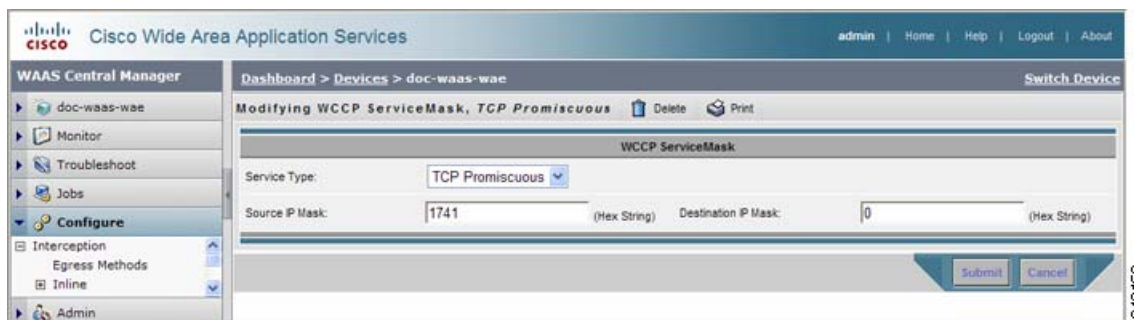 CISCO Cisco Wide Area Application Services admin | Home | Help | Logout | About
WAAS Central Manager
Dashboard > Devices > doc-waas-wae Switch Device
doc-waas-wae
Monitor
Troubleshoot
Jobs
Configure
Interception
Egress Methods
Inline
Admin
Modifying WCCP ServiceMask, TCP Promiscuous Delete Print
WCCP ServiceMask
Service Type: TCP Promiscuous
Source IP Mask: 1741 (Hex String) Destination IP Mask: 0 (Hex String)
Submit Cancel